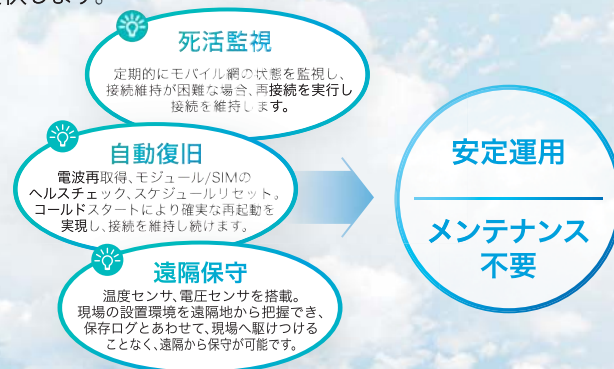 供します。
死活監視
定期的にモバイル網の状態を監視し、
接続維持が困難な場合、再接続を実行し
接続を維持します。
自動復旧
電波再取得、モジュール/SIMの
ヘルスチェック、スケジュールリセット。
コールドスタートにより確実な再起動を
実現し、接続を維持し続けます。
遠隔保守
温度センサ、電圧センサを搭載。
現場の設置環境を遠隔地から把握でき、
保存ログとあわせて、現場へ駆けつける
ことなく、遠隔から保守が可能です。
安定運用
メンテナンス
不要